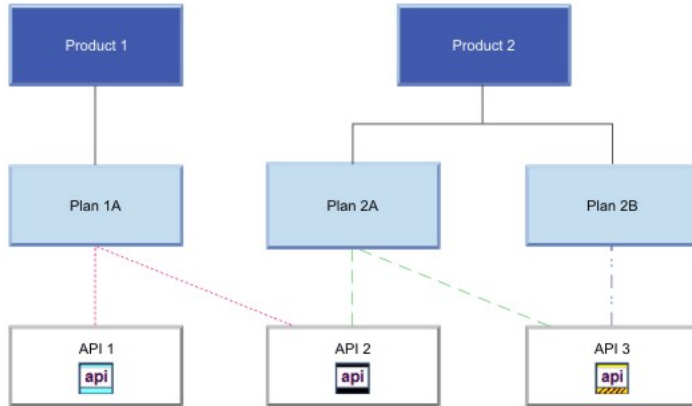 Product 1
Product 2
Plan 1A
Plan 2A
Plan 2B
API 1
api
API 2
api
API 3
api